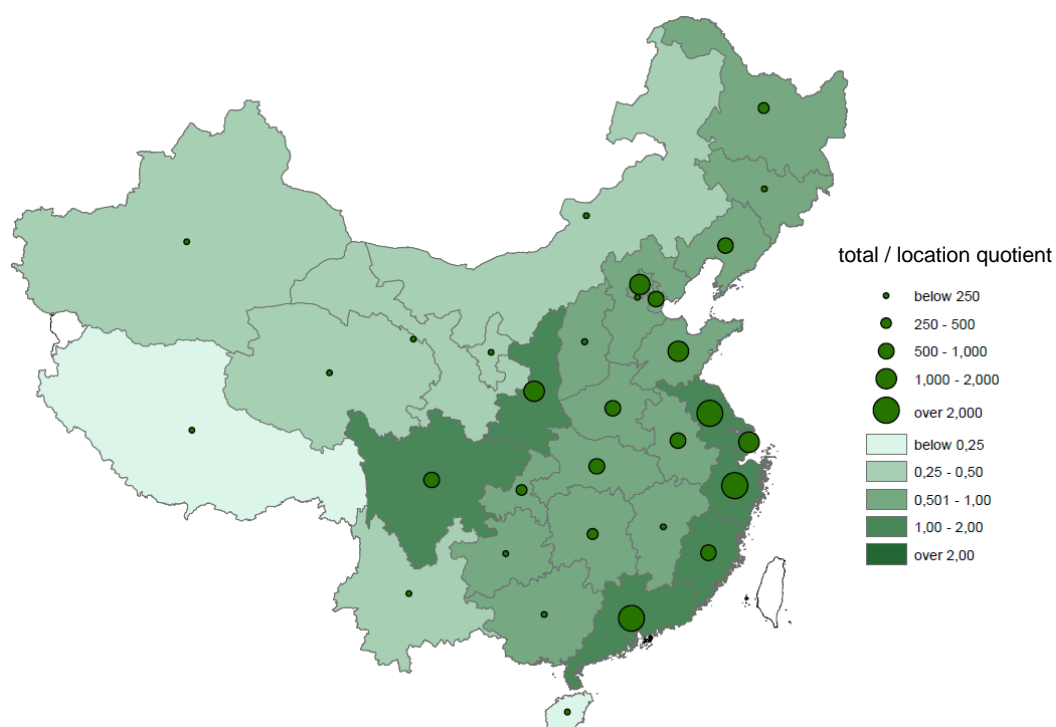 total / location quotient
below 250
250 - 500
500 - 1,000
1,000 - 2,000
over 2,000
below 0,25
0,25 - 0,50
0,501 - 1,00
1,00 - 2,00
over 2,00